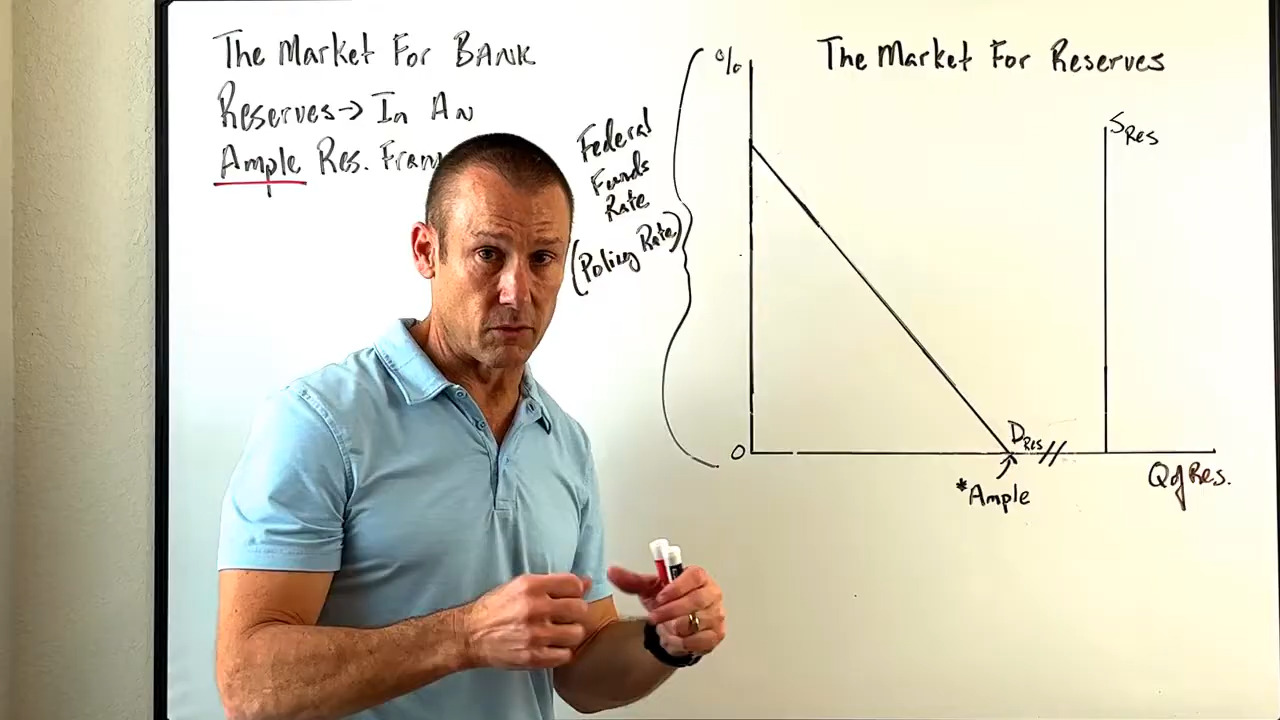 The Market For BANK
Reserves→ In An
Ample Res. Fram
The Market For Reserves
%
Federal
Funds
Rate
(Policy Rate)
SRes
DRes
0
*Ample
Q of Res.